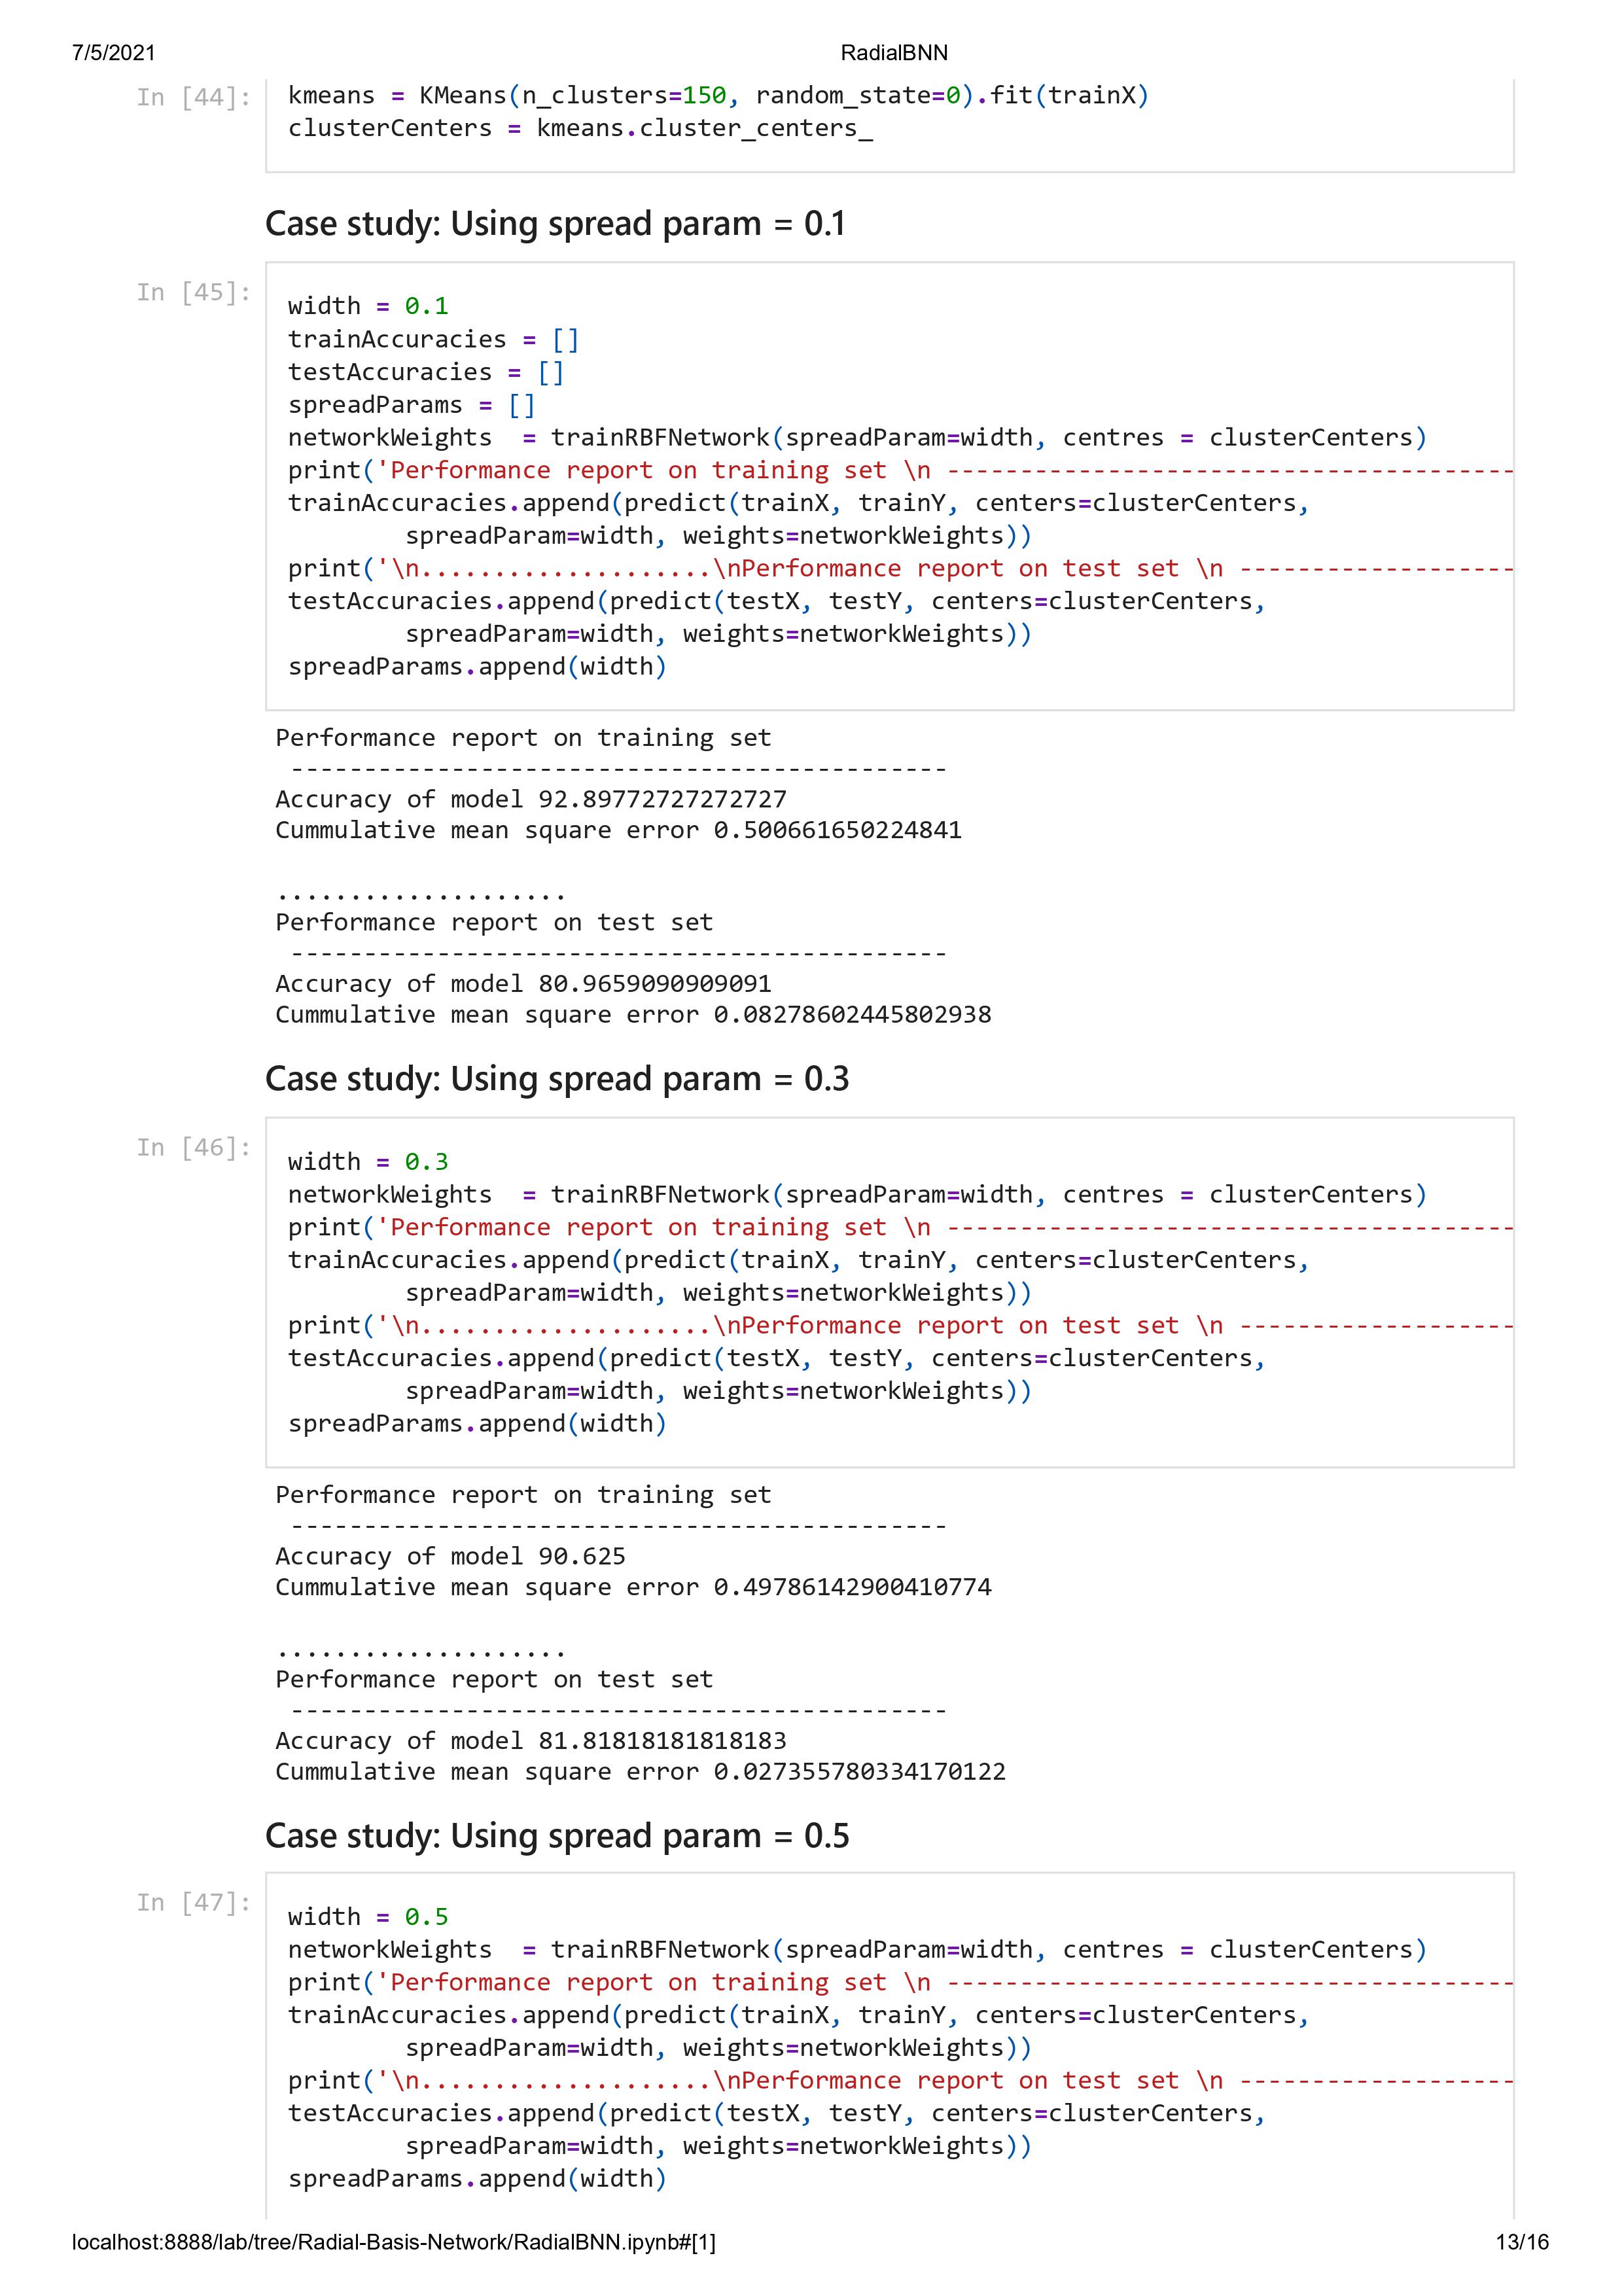 7/5/2021 RadialBNN
In [44]: kmeans = KMeans(n_clusters=150, random_state=0).fit(trainX)
clusterCenters = kmeans.cluster_centers_
Case study: Using spread param = 0.1
In [45]:
width = 0.1
trainAccuracies = []
testAccuracies = []
spreadParams = []
networkWeights  = trainRBFNetwork(spreadParam=width, centres = clusterCenters)
print('Performance report on training set \n ---------------------------------------
trainAccuracies.append(predict(trainX, trainY, centers=clusterCenters,
        spreadParam=width, weights=networkWeights))
print('\n....................\nPerformance report on test set \n -------------------
testAccuracies.append(predict(testX, testY, centers=clusterCenters,
        spreadParam=width, weights=networkWeights))
spreadParams.append(width)
Performance report on training set
 ---------------------------------------------
Accuracy of model 92.89772727272727
Cummulative mean square error 0.500661650224841
....................
Performance report on test set
 ---------------------------------------------
Accuracy of model 80.9659090909091
Cummulative mean square error 0.08278602445802938
Case study: Using spread param = 0.3
In [46]:
width = 0.3
networkWeights  = trainRBFNetwork(spreadParam=width, centres = clusterCenters)
print('Performance report on training set \n ---------------------------------------
trainAccuracies.append(predict(trainX, trainY, centers=clusterCenters,
        spreadParam=width, weights=networkWeights))
print('\n....................\nPerformance report on test set \n -------------------
testAccuracies.append(predict(testX, testY, centers=clusterCenters,
        spreadParam=width, weights=networkWeights))
spreadParams.append(width)
Performance report on training set
 ---------------------------------------------
Accuracy of model 90.625
Cummulative mean square error 0.49786142900410774
....................
Performance report on test set
 ---------------------------------------------
Accuracy of model 81.81818181818183
Cummulative mean square error 0.027355780334170122
Case study: Using spread param = 0.5
In [47]:
width = 0.5
networkWeights  = trainRBFNetwork(spreadParam=width, centres = clusterCenters)
print('Performance report on training set \n ---------------------------------------
trainAccuracies.append(predict(trainX, trainY, centers=clusterCenters,
        spreadParam=width, weights=networkWeights))
print('\n....................\nPerformance report on test set \n -------------------
testAccuracies.append(predict(testX, testY, centers=clusterCenters,
        spreadParam=width, weights=networkWeights))
spreadParams.append(width)
localhost:8888/lab/tree/Radial-Basis-Network/RadialBNN.ipynb#[1] 13/16